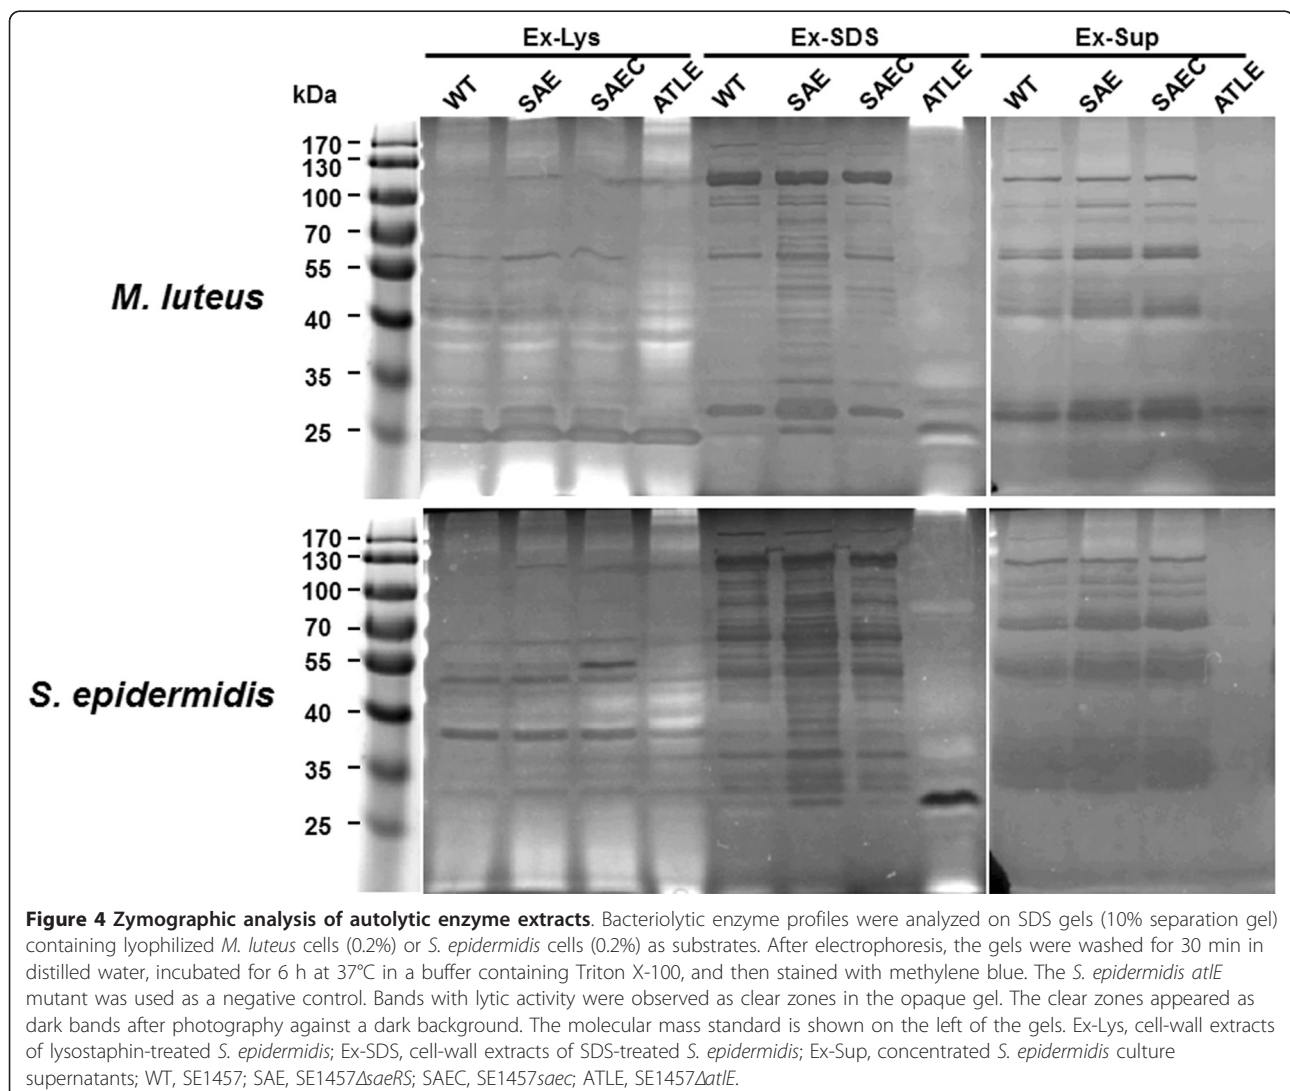 Ex-Lys Ex-SDS Ex-Sup
WT SAE SAEC ATLE WT SAE SAEC ATLE WT SAE SAEC ATLE
kDa
170
130
100
70
55
M. luteus
40
35
25
170
130
100
70
55
S. epidermidis
40
35
25
Figure 4 Zymographic analysis of autolytic enzyme extracts. Bacteriolytic enzyme profiles were analyzed on SDS gels (10% separation gel)
containing lyophilized M. luteus cells (0.2%) or S. epidermidis cells (0.2%) as substrates. After electrophoresis, the gels were washed for 30 min in
distilled water, incubated for 6 h at 37°C in a buffer containing Triton X-100, and then stained with methylene blue. The S. epidermidis atlE
mutant was used as a negative control. Bands with lytic activity were observed as clear zones in the opaque gel. The clear zones appeared as
dark bands after photography against a dark background. The molecular mass standard is shown on the left of the gels. Ex-Lys, cell-wall extracts
of lysostaphin-treated S. epidermidis; Ex-SDS, cell-wall extracts of SDS-treated S. epidermidis; Ex-Sup, concentrated S. epidermidis culture
supernatants; WT, SE1457; SAE, SE1457ΔsaeRS; SAEC, SE1457saec; ATLE, SE1457ΔatlE.